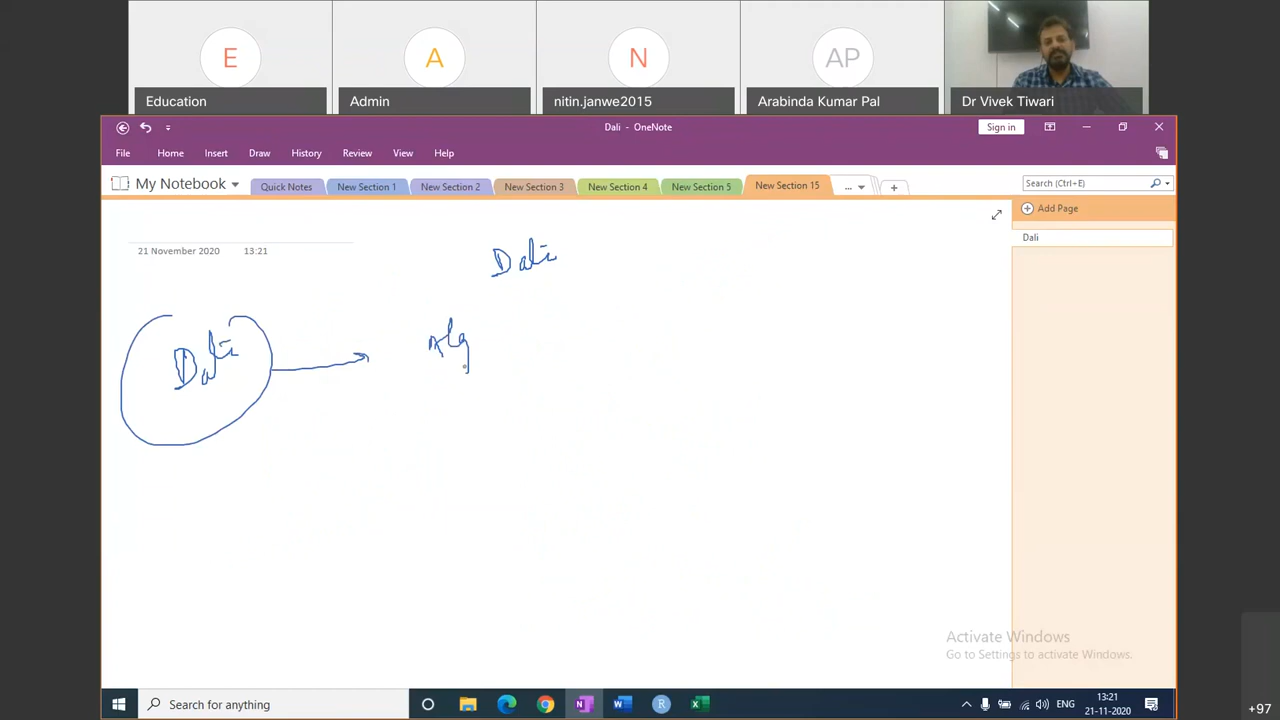 E
A
N
AP
Education
Admin
nitin.janwe2015
Arabinda Kumar Pal
Dr Vivek Tiwari
Dali - OneNote
Sign in
File
Home
Insert
Draw
History
Review
View
Help
My Notebook
Quick Notes
New Section 1
New Section 2
New Section 3
New Section 4
New Section 5
New Section 15
...
Search (Ctrl+E)
Add Page
Dali
21 November 2020
13:21
Dali
Dali
Alg
Activate Windows
Go to Settings to activate Windows.
Search for anything
ENG
13:21
21-11-2020
+97